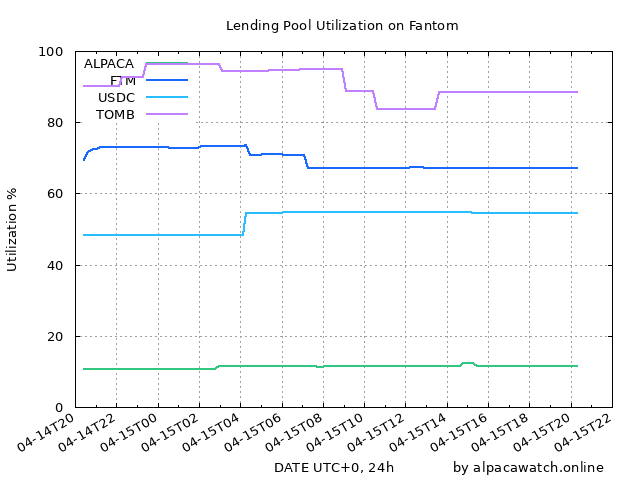 Lending Pool Utilization on Fantom
Utilization %
100
80
60
40
20
0
ALPACA
FTM
USDC
TOMB
04-14T20
04-14T22
04-15T00
04-15T02
04-15T04
04-15T06
04-15T08
04-15T10
04-15T12
04-15T14
04-15T16
04-15T18
04-15T20
04-15T22
DATE UTC+0, 24h
by alpacawatch.online